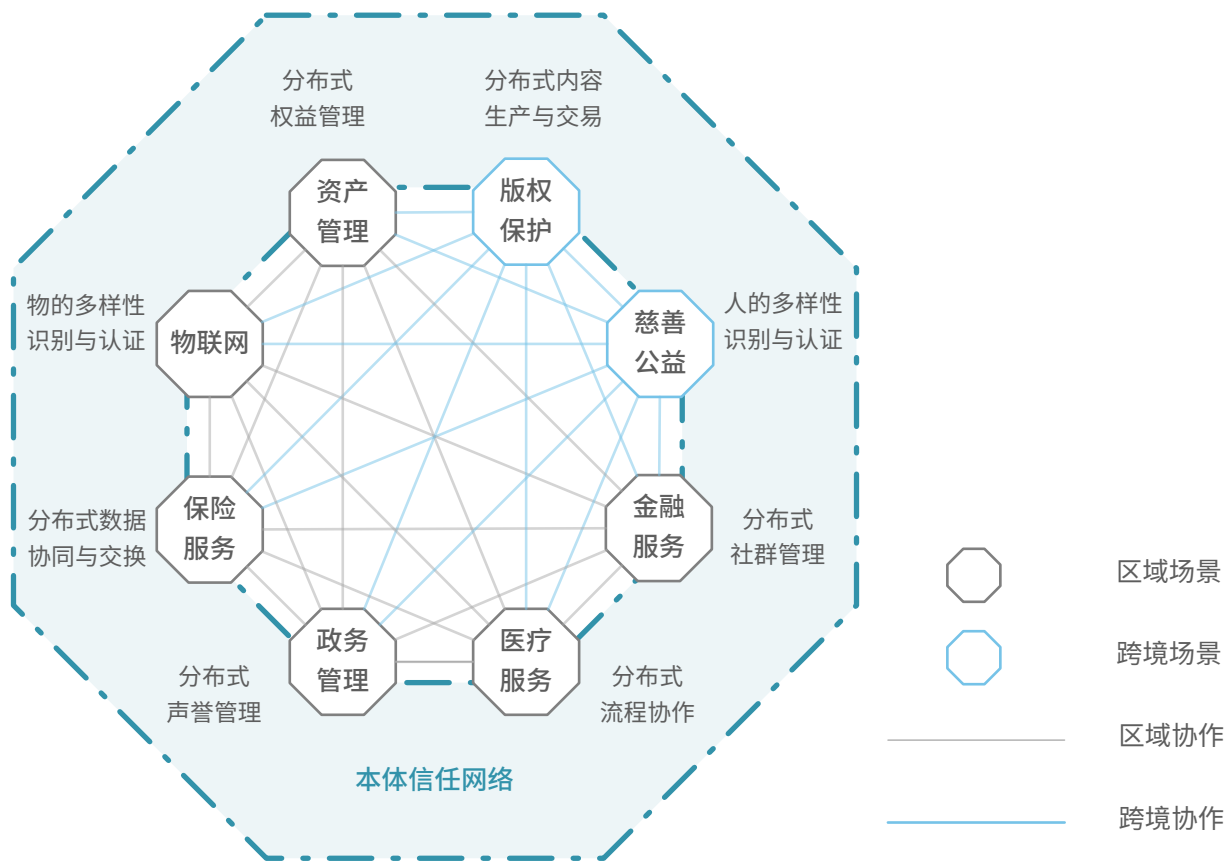 分布式
权益管理
分布式内容
生产与交易
资产
管理
版权
保护
物的多样性
识别与认证
物联网
慈善
公益
人的多样性
识别与认证
分布式数据
协同与交换
保险
服务
金融
服务
分布式
社群管理
分布式
声誉管理
政务
管理
医疗
服务
分布式
流程协作
本体信任网络
区域场景
跨境场景
区域协作
跨境协作